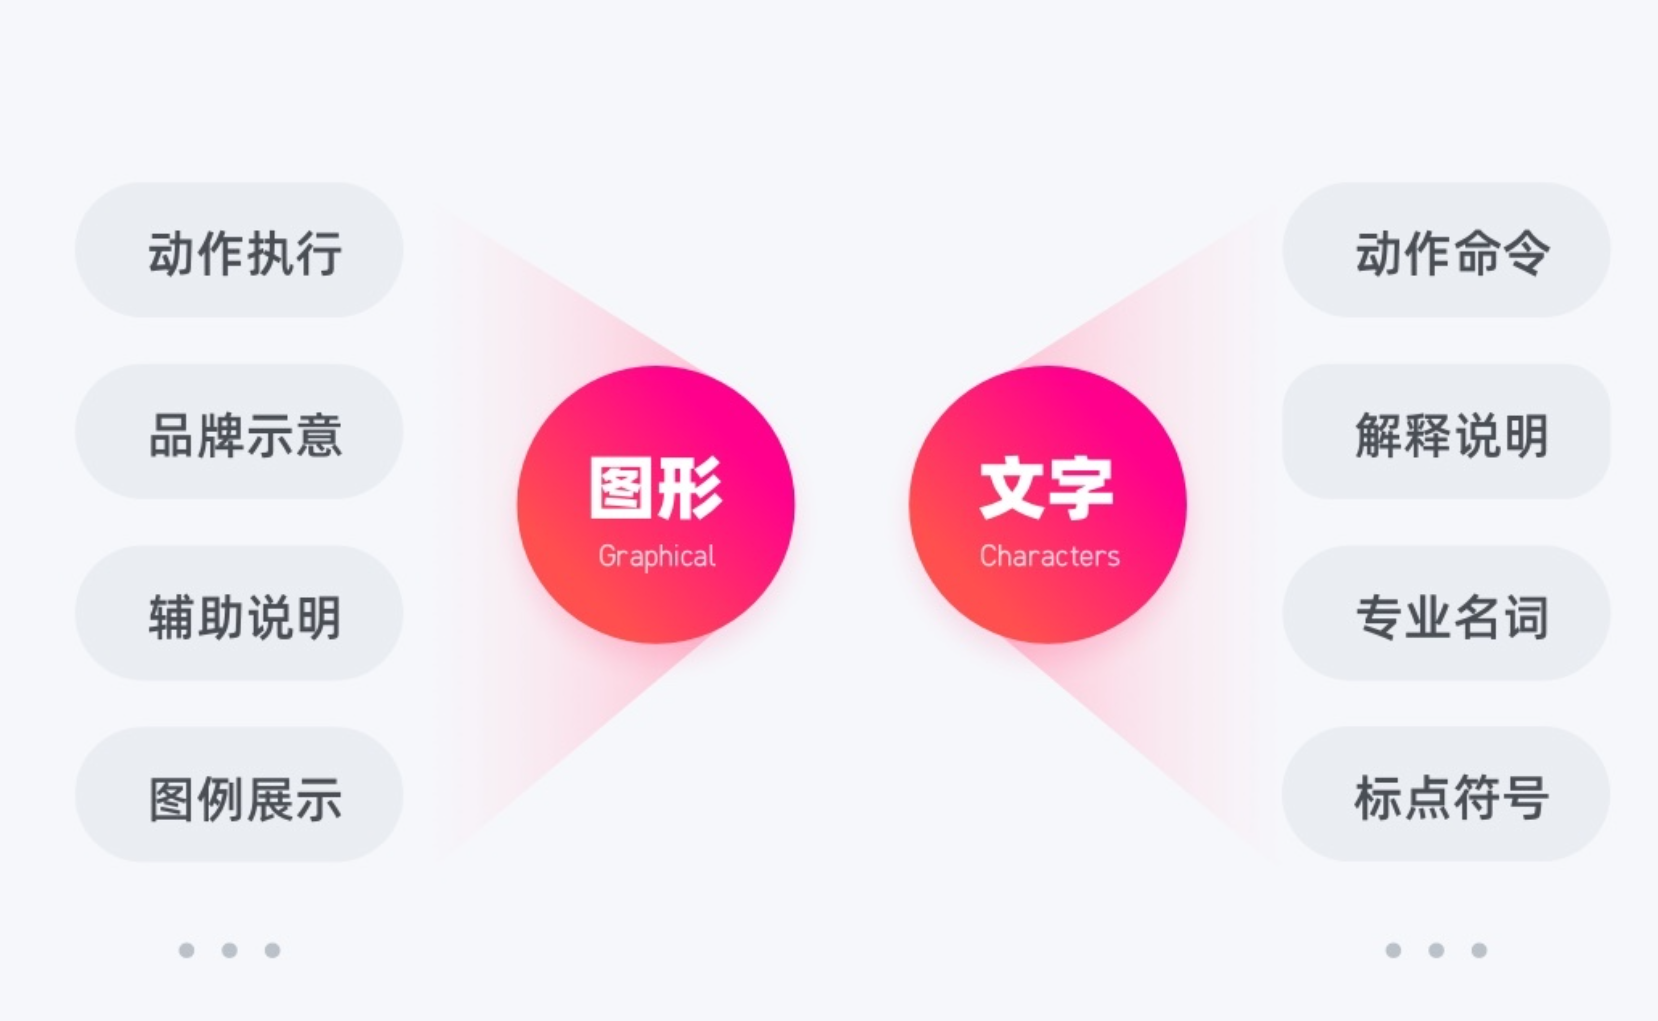 动作执行
品牌示意
辅助说明
图例展示
图形
Graphical
文字
Characters
动作命令
解释说明
专业名词
标点符号